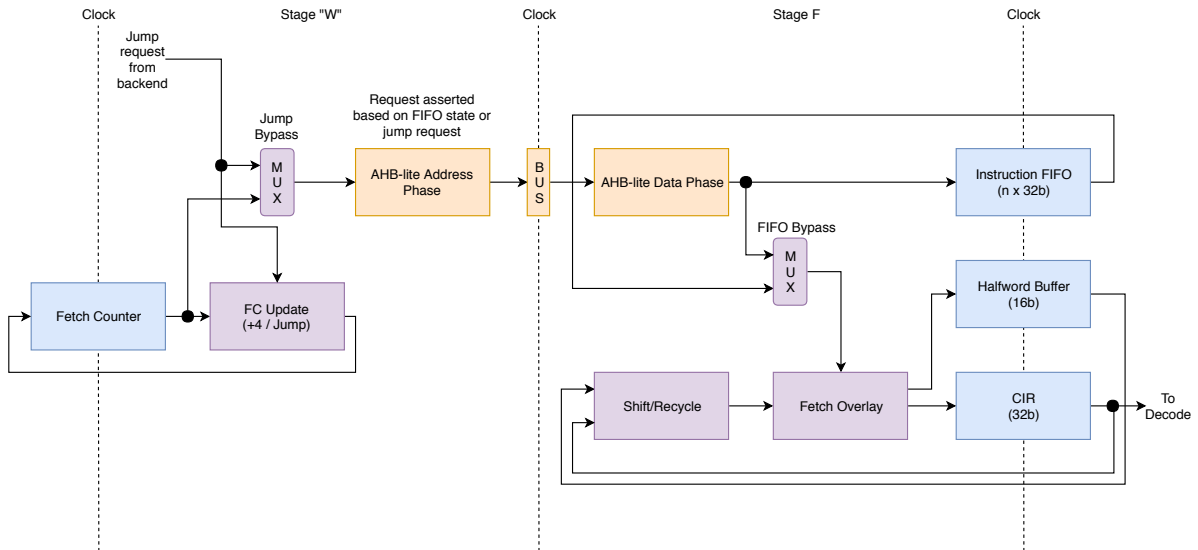 Clock
Stage "W"
Clock
Stage F
Clock
Jump
request
from
backend
Jump
Bypass
Request asserted
based on FIFO state or
jump request
M
U
X
AHB-lite Address
Phase
B
U
S
AHB-lite Data Phase
Instruction FIFO
(n x 32b)
FIFO Bypass
M
U
X
Halfword Buffer
(16b)
Fetch Counter
FC Update
(+4 / Jump)
Shift/Recycle
Fetch Overlay
CIR
(32b)
To
Decode